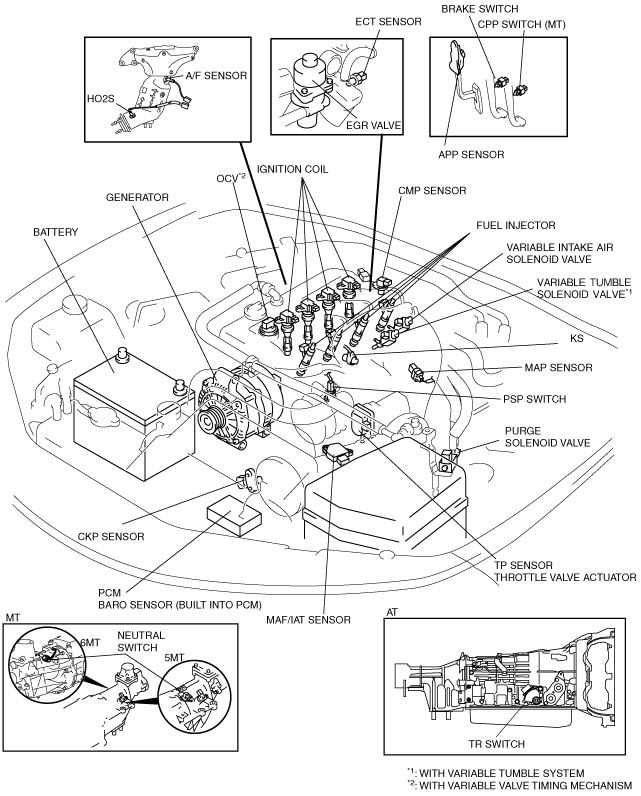 ECT SENSOR
BRAKE SWITCH
CPP SWITCH (MT)
A/F SENSOR
HO2S
EGR VALVE
APP SENSOR
OCV*2
IGNITION COIL
GENERATOR
CMP SENSOR
BATTERY
FUEL INJECTOR
VARIABLE INTAKE AIR
SOLENOID VALVE
VARIABLE TUMBLE
SOLENOID VALVE*1
KS
MAP SENSOR
PSP SWITCH
PURGE
SOLENOID VALVE
CKP SENSOR
TP SENSOR
THROTTLE VALVE ACTUATOR
PCM
BARO SENSOR (BUILT INTO PCM)
MAF/IAT SENSOR
MT
6MT
NEUTRAL
SWITCH
5MT
AT
TR SWITCH
*1: WITH VARIABLE TUMBLE SYSTEM
*2: WITH VARIABLE VALVE TIMING MECHANISM